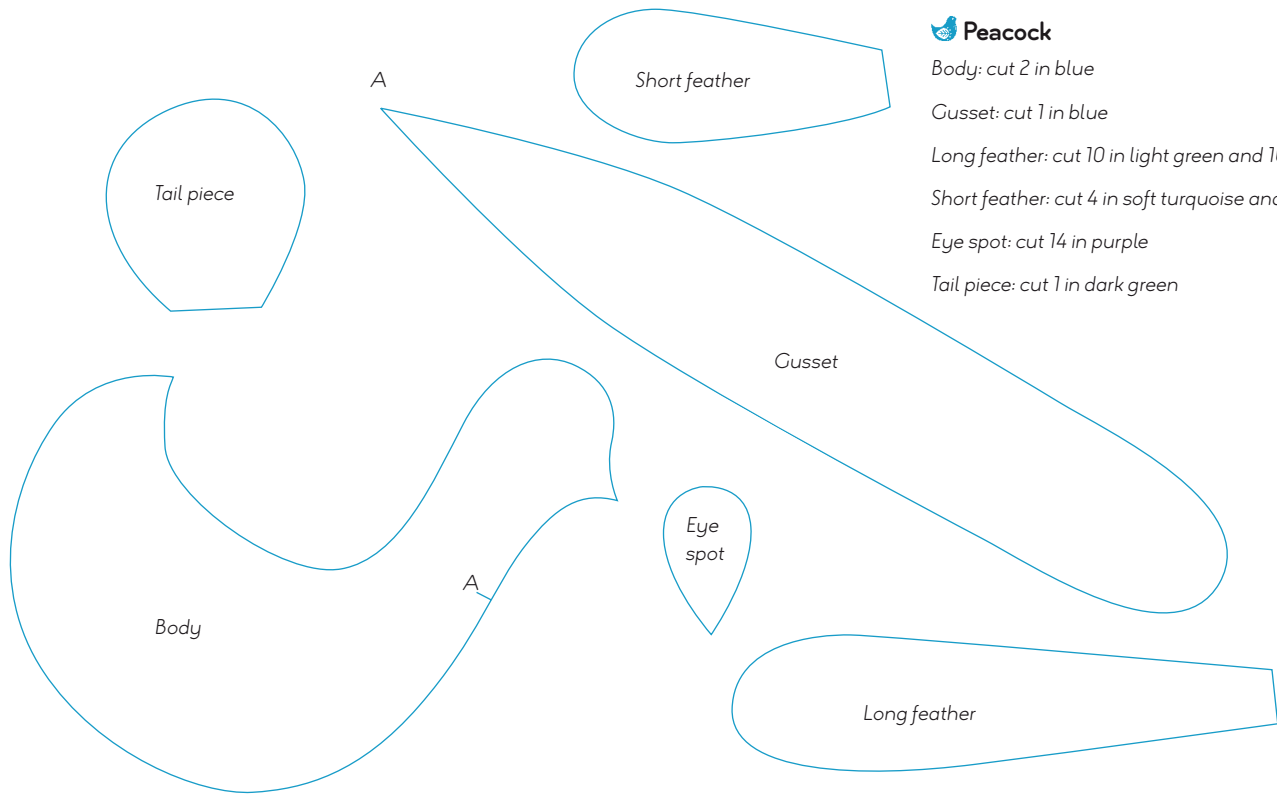 Peacock
Body: cut 2 in blue
Gusset: cut 1 in blue
Long feather: cut 10 in light green and
Short feather: cut 4 in soft turquoise and
Eye spot: cut 14 in purple
Tail piece: cut 1 in dark green
Short feather
A
Tail piece
Gusset
Eye
spot
A
Body
Long feather